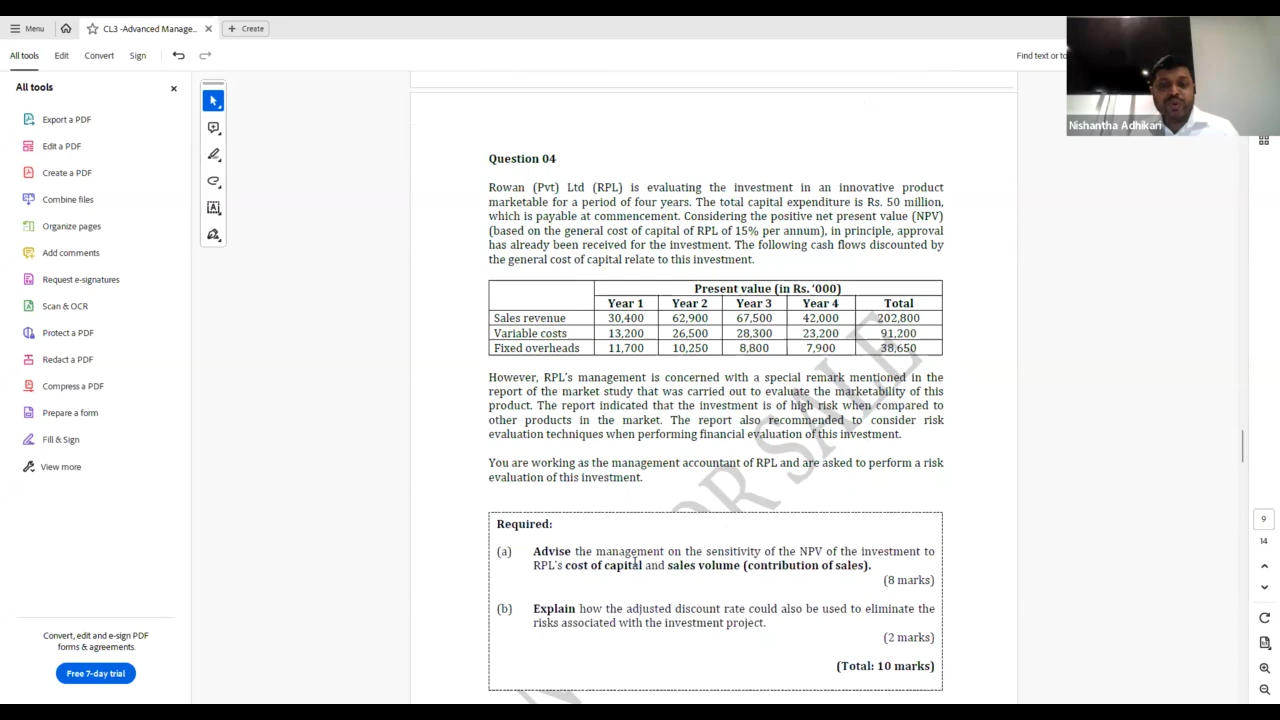 Menu
CL3 -Advanced Manage...
Create
All tools
Edit
Convert
Sign
Find text or to
Nishantha Adhikari
All tools
Export a PDF
Edit a PDF
Create a PDF
Combine files
Organize pages
Add comments
Request e-signatures
Scan & OCR
Protect a PDF
Redact a PDF
Compress a PDF
Prepare a form
Fill & Sign
View more
Convert, edit and e-sign PDF
forms & agreements.
Free 7-day trial
Question 04
Rowan (Pvt) Ltd (RPL) is evaluating the investment in an innovative product
marketable for a period of four years. The total capital expenditure is Rs. 50 million,
which is payable at commencement. Considering the positive net present value (NPV)
(based on the general cost of capital of RPL of 15% per annum), in principle, approval
has already been received for the investment. The following cash flows discounted by
the general cost of capital relate to this investment.
Present value (in Rs. '000)
Year 1 Year 2 Year 3 Year 4 Total
Sales revenue 30,400 62,900 67,500 42,000 202,800
Variable costs 13,200 26,500 28,300 23,200 91,200
Fixed overheads 11,700 10,250 8,800 7,900 38,650
However, RPL's management is concerned with a special remark mentioned in the
report of the market study that was carried out to evaluate the marketability of this
product. The report indicated that the investment is of high risk when compared to
other products in the market. The report also recommended to consider risk
evaluation techniques when performing financial evaluation of this investment.
You are working as the management accountant of RPL and are asked to perform a risk
evaluation of this investment.
Required:
(a) Advise the management on the sensitivity of the NPV of the investment to
RPL's cost of capital and sales volume (contribution of sales).
(8 marks)
(b) Explain how the adjusted discount rate could also be used to eliminate the
risks associated with the investment project.
(2 marks)
(Total: 10 marks)
OR SALE
N
9
14